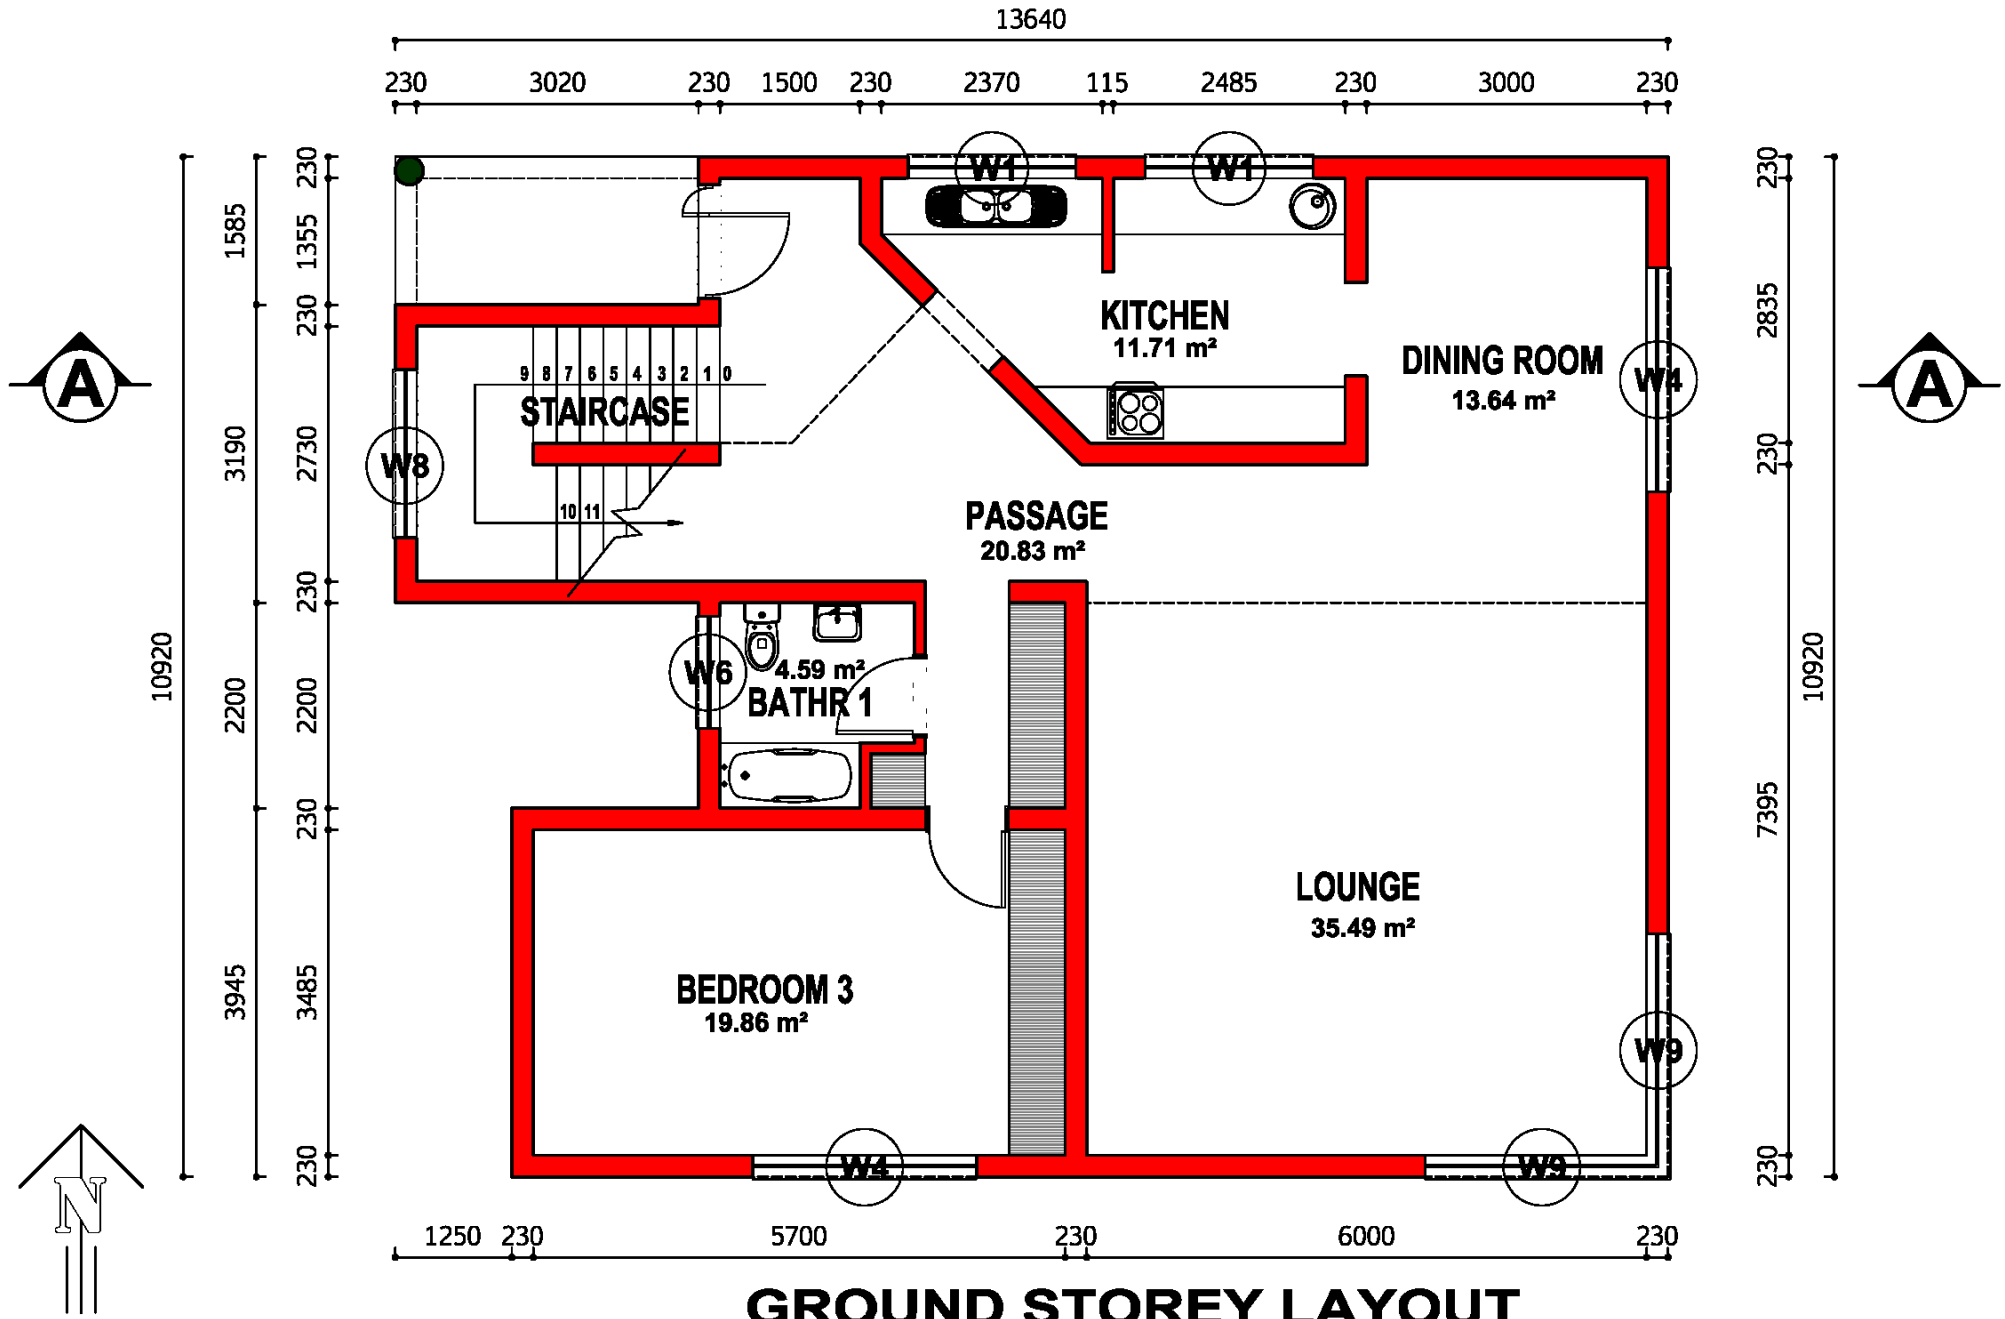 13640
230 3020 230 1500 230 2370 115 2485 230 3000 230
W1 W1
230 1355 230 2730 230 2200 230 3485 230
1585 3190 2200 3945
10920
A
W8
9 8 7 6 5 4 3 2 1 0
STAIRCASE
10 11
KITCHEN
11.71 m²
DINING ROOM
13.64 m²
W4
A
PASSAGE
20.83 m²
W6
4.59 m²
BATHR 1
LOUNGE
35.49 m²
BEDROOM 3
19.86 m²
W9
W4
W9
230 2835 230 7395 230
10920
N
1250 230 5700 230 6000 230
GROUND STOREY LAYOUT